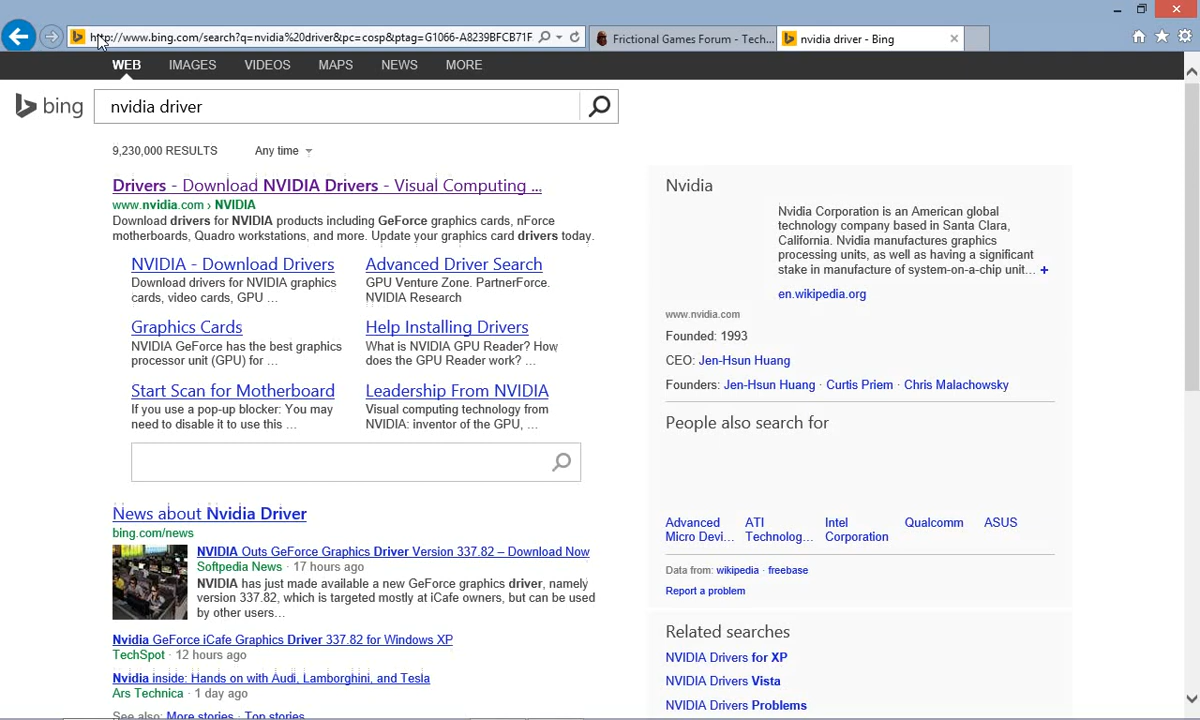 http://www.bing.com/search?q=nvidia%20driver&pc=cosp&ptag=G1066-A8239BFCB71F
Frictional Games Forum - Tech...
nvidia driver - Bing
WEB IMAGES VIDEOS MAPS NEWS MORE
bing
nvidia driver
9,230,000 RESULTS Any time
Drivers - Download NVIDIA Drivers - Visual Computing ...
www.nvidia.com › NVIDIA
Download drivers for NVIDIA products including GeForce graphics cards, nForce
motherboards, Quadro workstations, and more. Update your graphics card drivers today.
NVIDIA - Download Drivers
Download drivers for NVIDIA graphics
cards, video cards, GPU ...
Advanced Driver Search
GPU Venture Zone. PartnerForce.
NVIDIA Research
Graphics Cards
NVIDIA GeForce has the best graphics
processor unit (GPU) for ...
Help Installing Drivers
What is NVIDIA GPU Reader? How
does the GPU Reader work? ...
Start Scan for Motherboard
If you use a pop-up blocker: You may
need to disable it to use this ...
Leadership From NVIDIA
Visual computing technology from
NVIDIA: inventor of the GPU, ...
News about Nvidia Driver
bing.com/news
NVIDIA Outs GeForce Graphics Driver Version 337.82 – Download Now
Softpedia News · 17 hours ago
NVIDIA has just made available a new GeForce graphics driver, namely
version 337.82, which is targeted mostly at iCafe owners, but can be used
by other users...
Nvidia GeForce iCafe Graphics Driver 337.82 for Windows XP
TechSpot · 12 hours ago
Nvidia inside: Hands on with Audi, Lamborghini, and Tesla
Ars Technica · 1 day ago
See also: More stories · Top stories
Nvidia
Nvidia Corporation is an American global
technology company based in Santa Clara,
California. Nvidia manufactures graphics
processing units, as well as having a significant
stake in manufacture of system-on-a-chip unit... +
en.wikipedia.org
www.nvidia.com
Founded: 1993
CEO: Jen-Hsun Huang
Founders: Jen-Hsun Huang · Curtis Priem · Chris Malachowsky
People also search for
Advanced
Micro Devi...
ATI
Technolog...
Intel
Corporation
Qualcomm
ASUS
Data from: wikipedia · freebase
Report a problem
Related searches
NVIDIA Drivers for XP
NVIDIA Drivers Vista
NVIDIA Drivers Problems